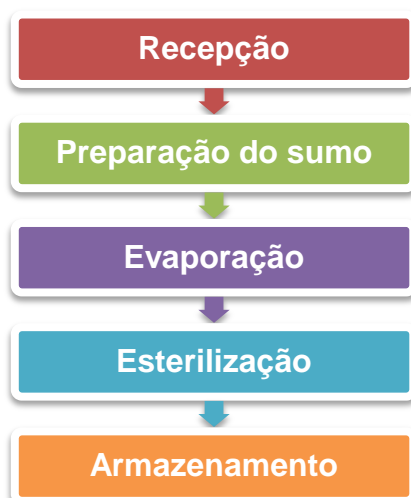 Recepção
Preparação do sumo
Evaporação
Esterilização
Armazenamento